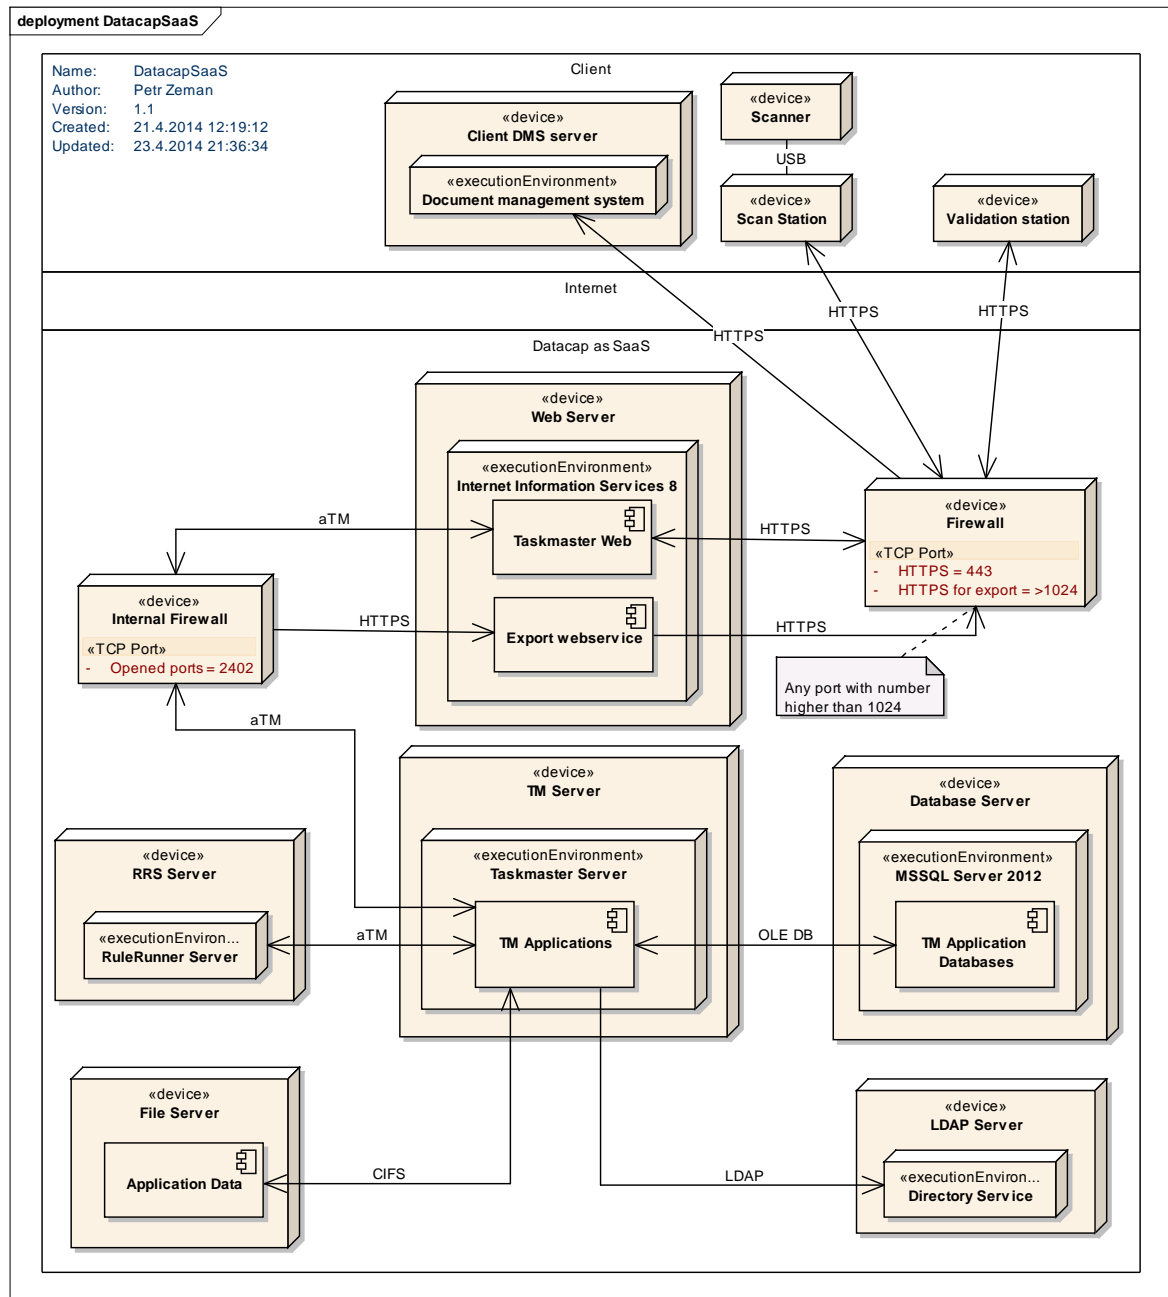 deployment DatacapSaaS
Name: DatacapSaaS
Author: Petr Zeman
Version: 1.1
Created: 21.4.2014 12:19:12
Updated: 23.4.2014 21:36:34
Client
«device»
Client DMS server
«executionEnvironment»
Document management system
«device»
Scanner
USB
«device»
Scan Station
«device»
Validation station
Internet
HTTPS
HTTPS
HTTPS
Datacap as SaaS
«device»
Web Server
«executionEnvironment»
Internet Information Services 8
Taskmaster Web
Export webservice
aTM
HTTPS
HTTPS
HTTPS
«device»
Firewall
«TCP Port»
- HTTPS = 443
- HTTPS for export = >1024
Any port with number
higher than 1024
«device»
Internal Firewall
«TCP Port»
- Opened ports = 2402
aTM
«device»
TM Server
«executionEnvironment»
Taskmaster Server
TM Applications
«device»
Database Server
«executionEnvironment»
MSSQL Server 2012
TM Application
Databases
OLE DB
«device»
RRS Server
«executionEnviron...
RuleRunner Server
aTM
«device»
File Server
Application Data
CIFS
LDAP
«device»
LDAP Server
«executionEnviron...
Directory Service